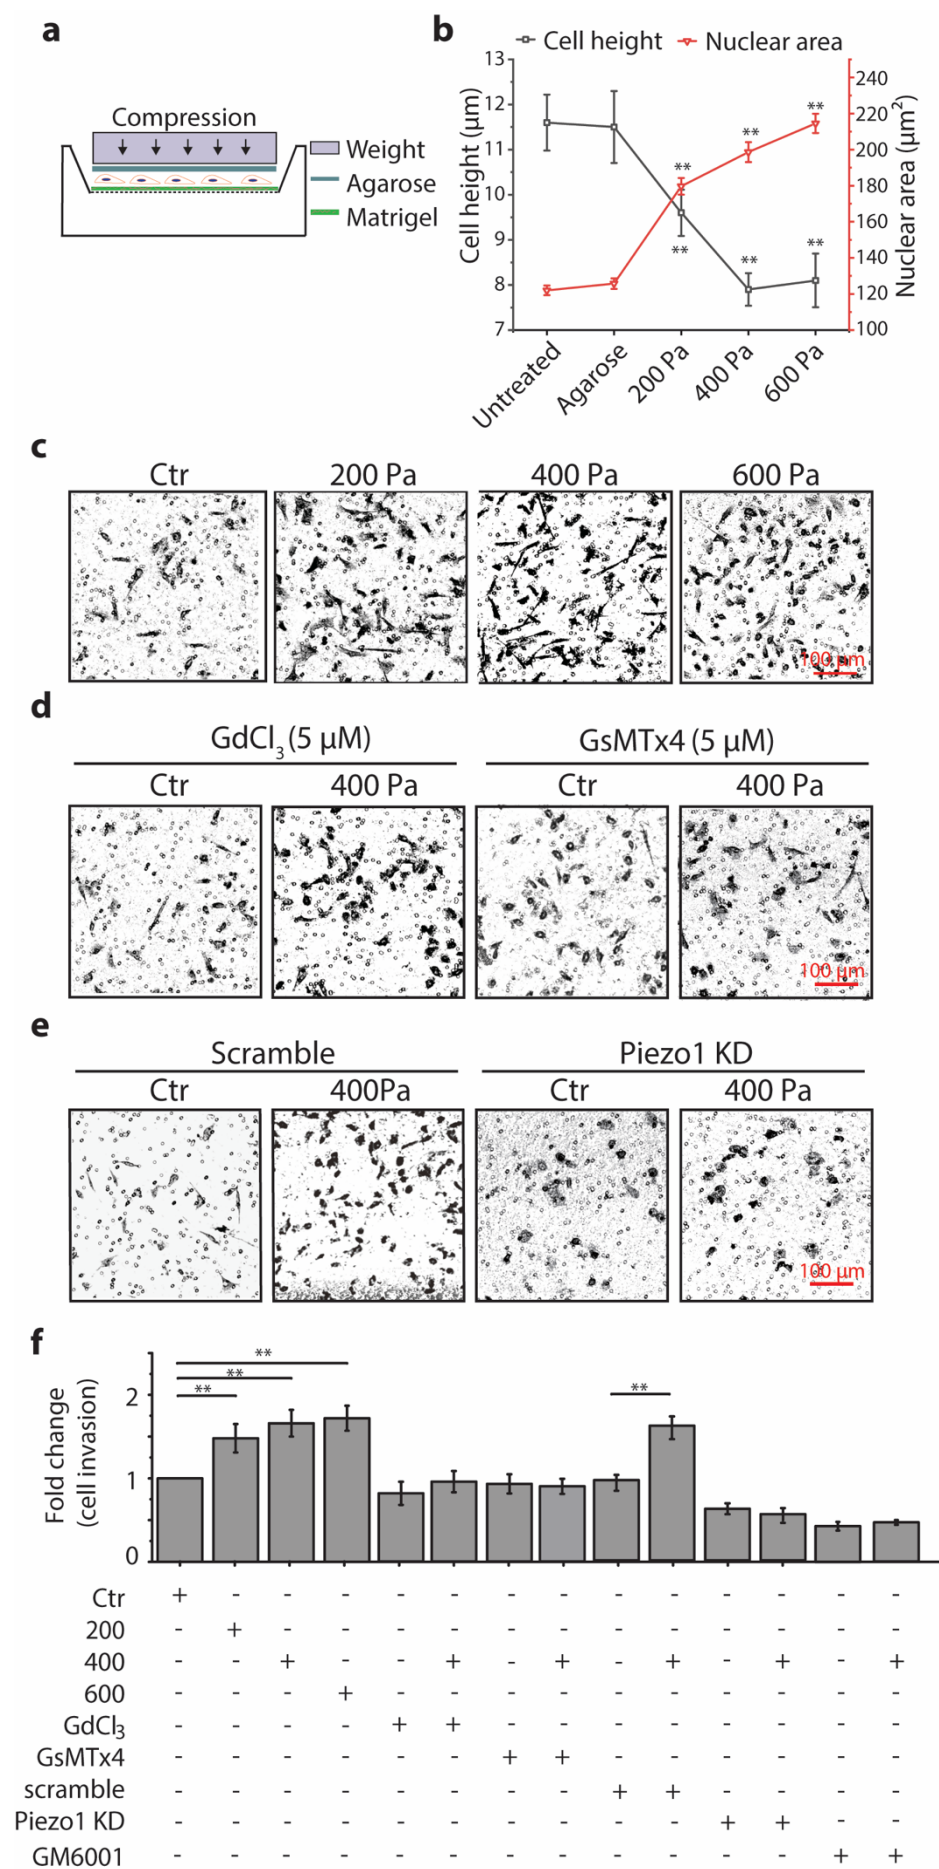 a
Compression
Weight
Agarose
Matrigel
b
Cell height
Nuclear area
13
12
11
10
9
8
7
Cell height (µm)
240
220
200
180
160
140
120
100
Nuclear area (µm²)
**
**
**
**
**
**
Untreated
Agarose
200 Pa
400 Pa
600 Pa
c
Ctr
200 Pa
400 Pa
600 Pa
100 µm
d
GdCl₃ (5 µM)
GsMTx4 (5 µM)
Ctr
400 Pa
Ctr
400 Pa
100 µm
e
Scramble
Piezo1 KD
Ctr
400Pa
Ctr
400 Pa
100 µm
f
Fold change
(cell invasion)
2
1
0
**
**
**
**
Ctr + - - - - - - - - - - - - -
200 - + - - - - - - - - - - - -
400 - - + - - + - + - + - + - +
600 - - - + - - - - - - - - - -
GdCl₃ - - - - + + - - - - - - - -
GsMTx4 - - - - - - + + - - - - - -
scramble - - - - - - - - + + - - - -
Piezo1 KD - - - - - - - - - - + + - -
GM6001 - - - - - - - - - - - - + +